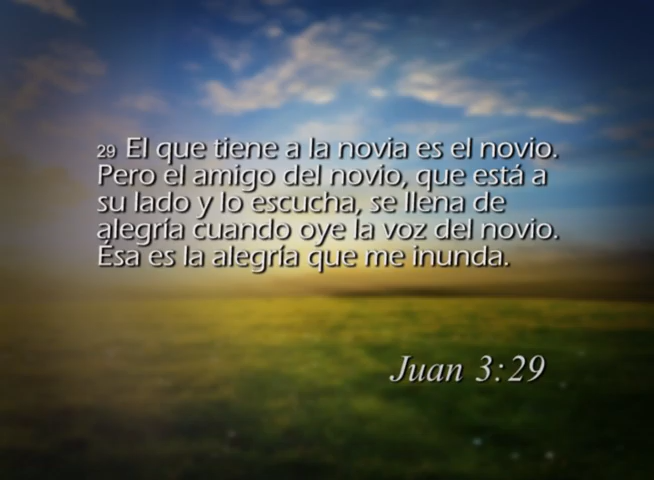 29 El que tiene a la novia es el novio.
Pero el amigo del novio, que está a
su lado y lo escucha, se llena de
alegría cuando oye la voz del novio.
Ésa es la alegría que me inunda.
Juan 3:29